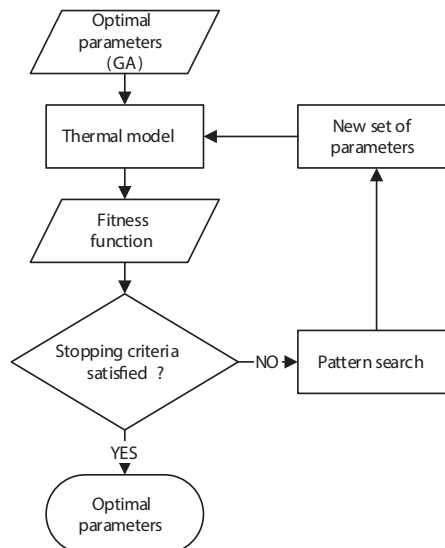 Optimal
parameters
(GA)
Thermal model
New set of
parameters
Fitness
function
Stopping criteria
satisfied ?
NO
Pattern search
YES
Optimal
parameters